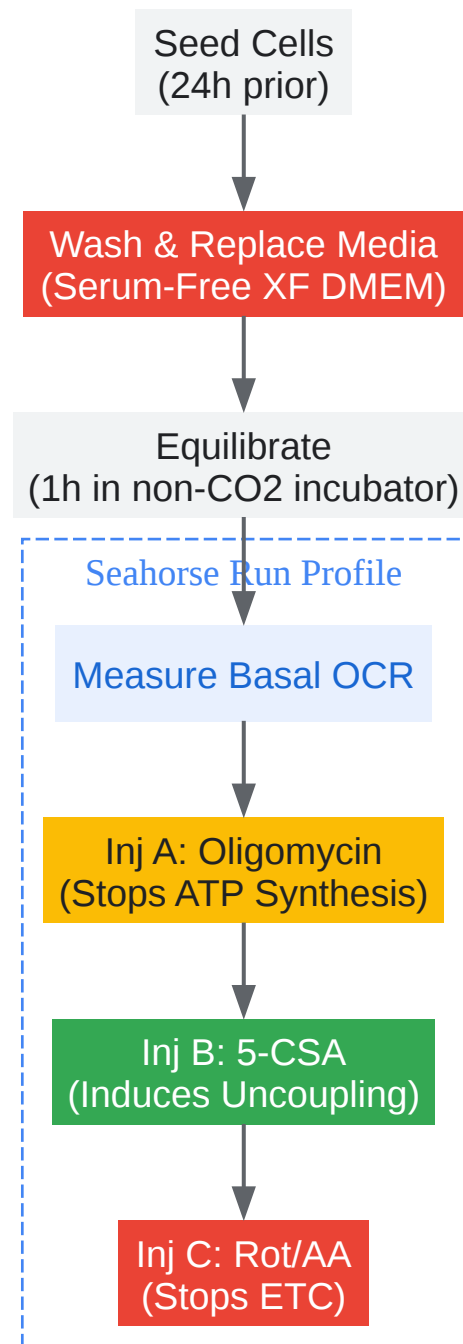 Seed Cells
(24h prior)
Wash & Replace Media
(Serum-Free XF DMEM)
Equilibrate
(1h in non-CO2 incubator)
Seahorse Run Profile
Measure Basal OCR
Inj A: Oligomycin
(Stops ATP Synthesis)
Inj B: 5-CSA
(Induces Uncoupling)
Inj C: Rot/AA
(Stops ETC)